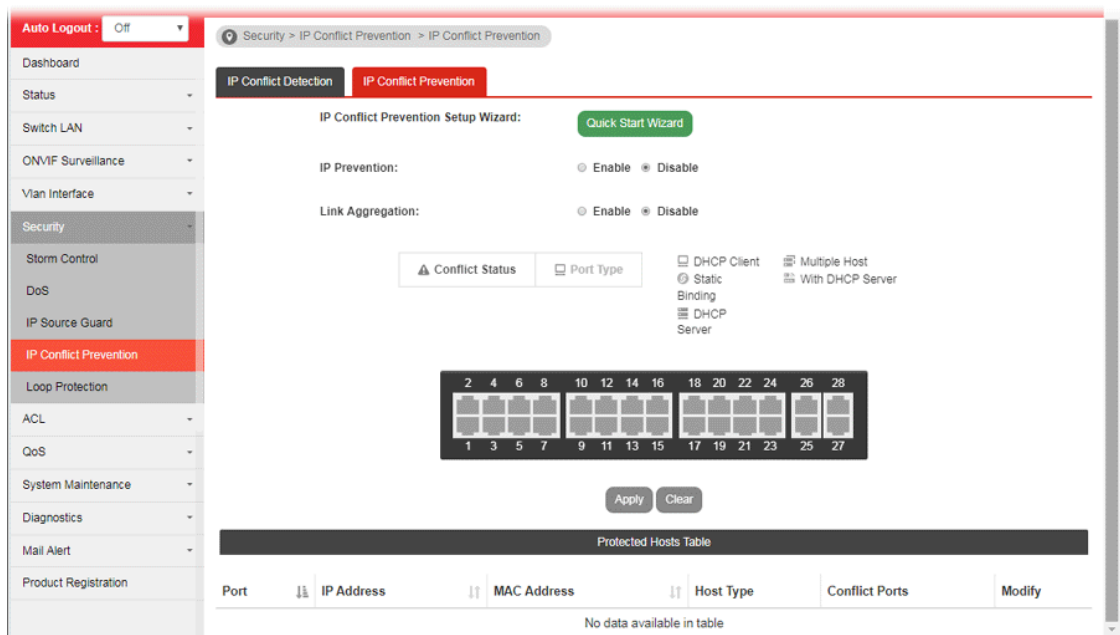 Auto Logout : Off
Dashboard
Status
Switch LAN
ONVIF Surveillance
Vlan Interface
Security
Storm Control
DoS
IP Source Guard
IP Conflict Prevention
Loop Protection
ACL
QoS
System Maintenance
Diagnostics
Mail Alert
Product Registration
Security > IP Conflict Prevention > IP Conflict Prevention
IP Conflict Detection IP Conflict Prevention
IP Conflict Prevention Setup Wizard: Quick Start Wizard
IP Prevention: Enable Disable
Link Aggregation: Enable Disable
Conflict Status Port Type
DHCP Client
Static
Binding
DHCP
Server
Multiple Host
With DHCP Server
2 4 6 8 10 12 14 16 18 20 22 24 26 28
1 3 5 7 9 11 13 15 17 19 21 23 25 27
Apply Clear
Protected Hosts Table
Port IP Address MAC Address Host Type Conflict Ports Modify
No data available in table